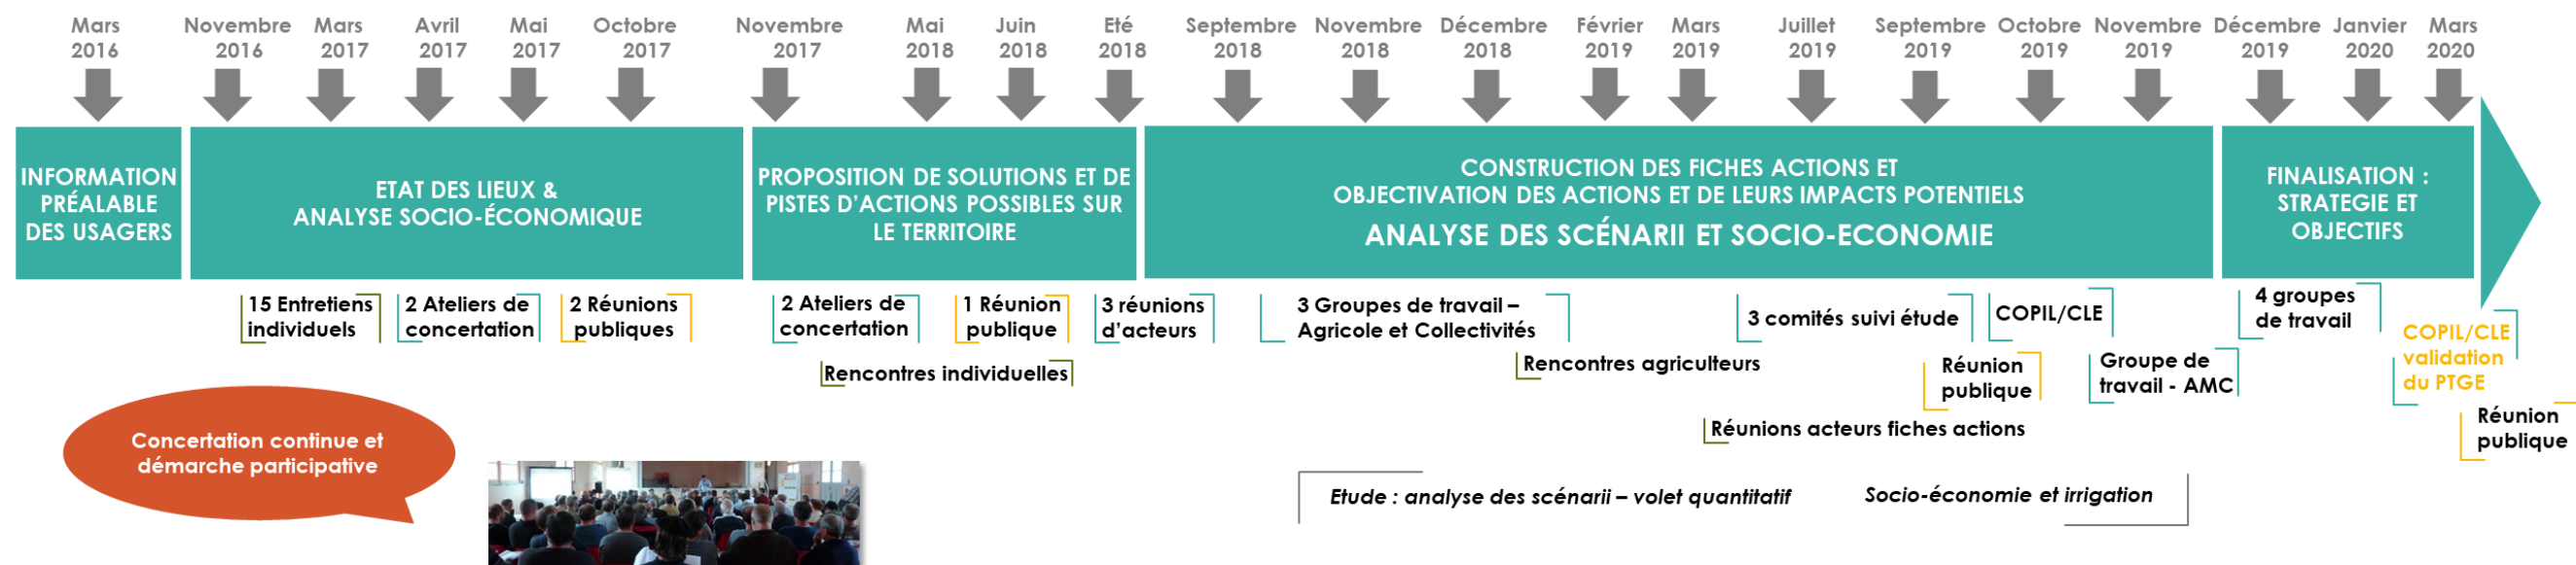 Mars
2016
Novembre
2016
Mars
2017
Avril
2017
Mai
2017
Octobre
2017
Novembre
2017
Mai
2018
Juin
2018
Eté
2018
Septembre
2018
Novembre
2018
Décembre
2018
Février
2019
Mars
2019
Juillet
2019
Septembre
2019
Octobre
2019
Novembre
2019
Décembre
2019
Janvier
2020
Mars
2020
INFORMATION
PRÉALABLE
DES USAGERS
ETAT DES LIEUX &
ANALYSE SOCIO-ÉCONOMIQUE
PROPOSITION DE SOLUTIONS ET DE
PISTES D’ACTIONS POSSIBLES SUR
LE TERRITOIRE
CONSTRUCTION DES FICHES ACTIONS ET
OBJECTIVATION DES ACTIONS ET DE LEURS IMPACTS POTENTIELS
ANALYSE DES SCÉNARII ET SOCIO-ECONOMIE
FINALISATION :
STRATEGIE ET
OBJECTIFS
15 Entretiens
individuels
2 Ateliers de
concertation
2 Réunions
publiques
2 Ateliers de
concertation
1 Réunion
publique
3 réunions
d’acteurs
Rencontres individuelles
3 Groupes de travail –
Agricole et Collectivités
Rencontres agriculteurs
3 comités suivi étude
COPIL/CLE
Réunion
publique
Groupe de
travail - AMC
Réunions acteurs fiches actions
4 groupes
de travail
COPIL/CLE
validation
du PTGE
Réunion
publique
Concertation continue et
démarche participative
Etude : analyse des scénarii – volet quantitatif
Socio-économie et irrigation